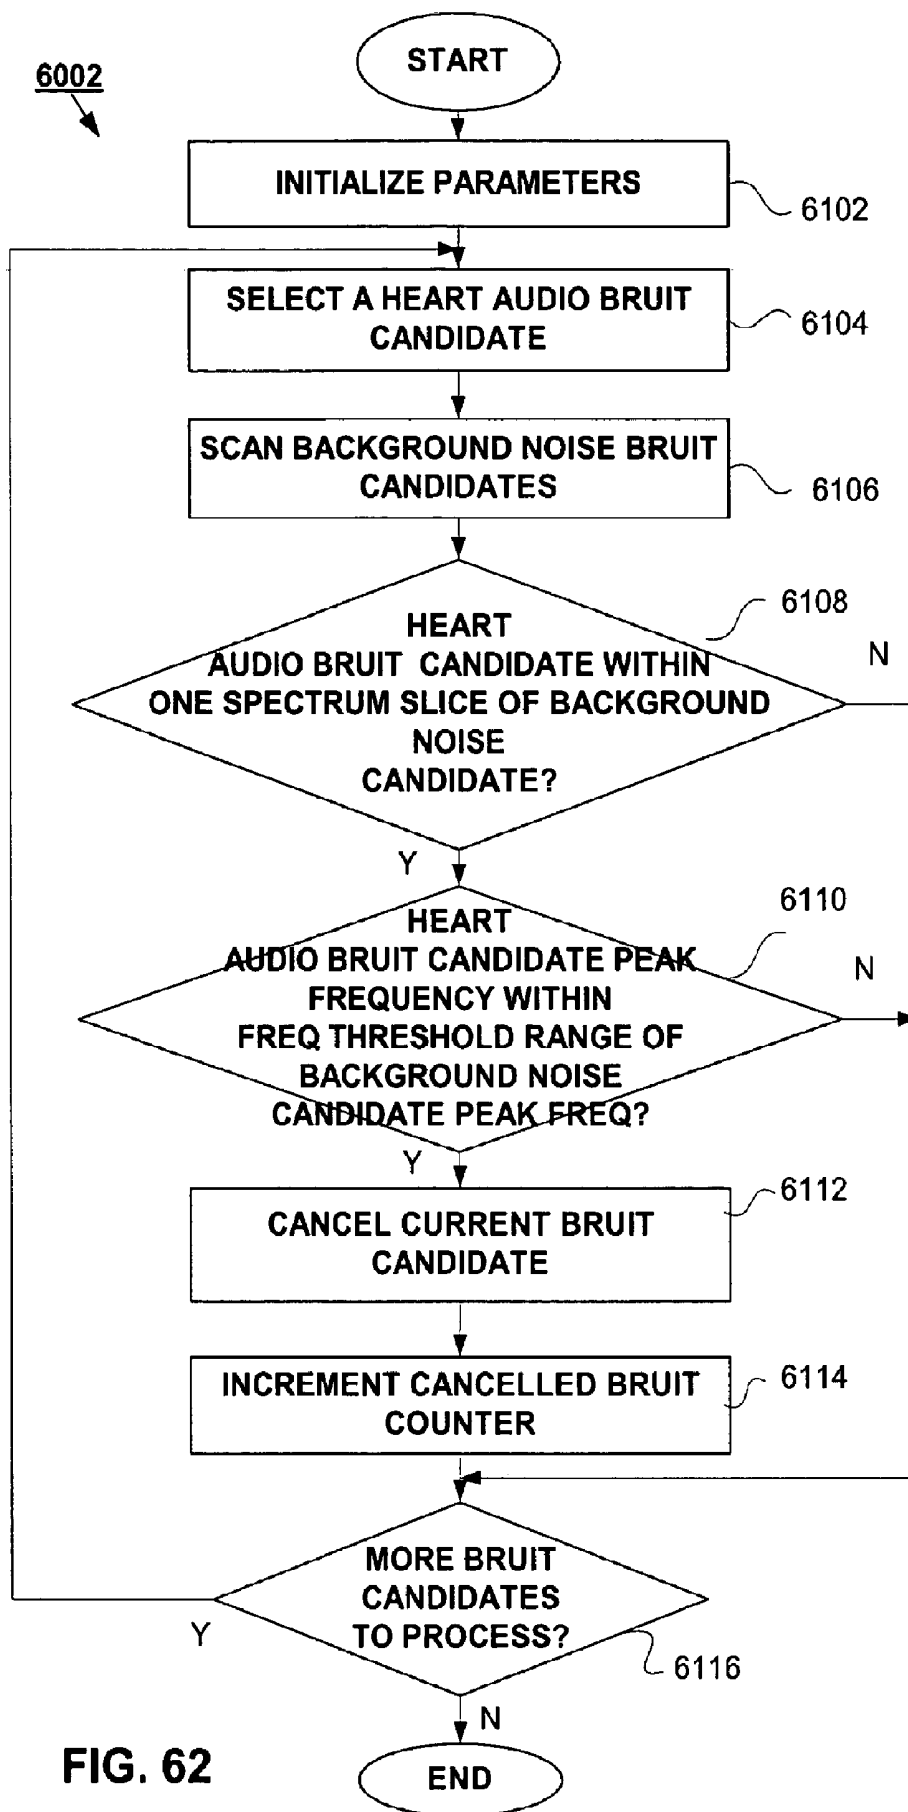 START
6002
INITIALIZE PARAMETERS
6102
SELECT A HEART AUDIO BRUIT
CANDIDATE
6104
SCAN BACKGROUND NOISE BRUIT
CANDIDATES
6106
6108
HEART
AUDIO BRUIT CANDIDATE WITHIN
ONE SPECTRUM SLICE OF BACKGROUND
NOISE
CANDIDATE?
N
Y
6110
HEART
AUDIO BRUIT CANDIDATE PEAK
FREQUENCY WITHIN
FREQ THRESHOLD RANGE OF
BACKGROUND NOISE
CANDIDATE PEAK FREQ?
N
Y
6112
CANCEL CURRENT BRUIT
CANDIDATE
INCREMENT CANCELLED BRUIT
COUNTER
6114
MORE BRUIT
CANDIDATES
TO PROCESS?
Y
6116
N
FIG. 62
END